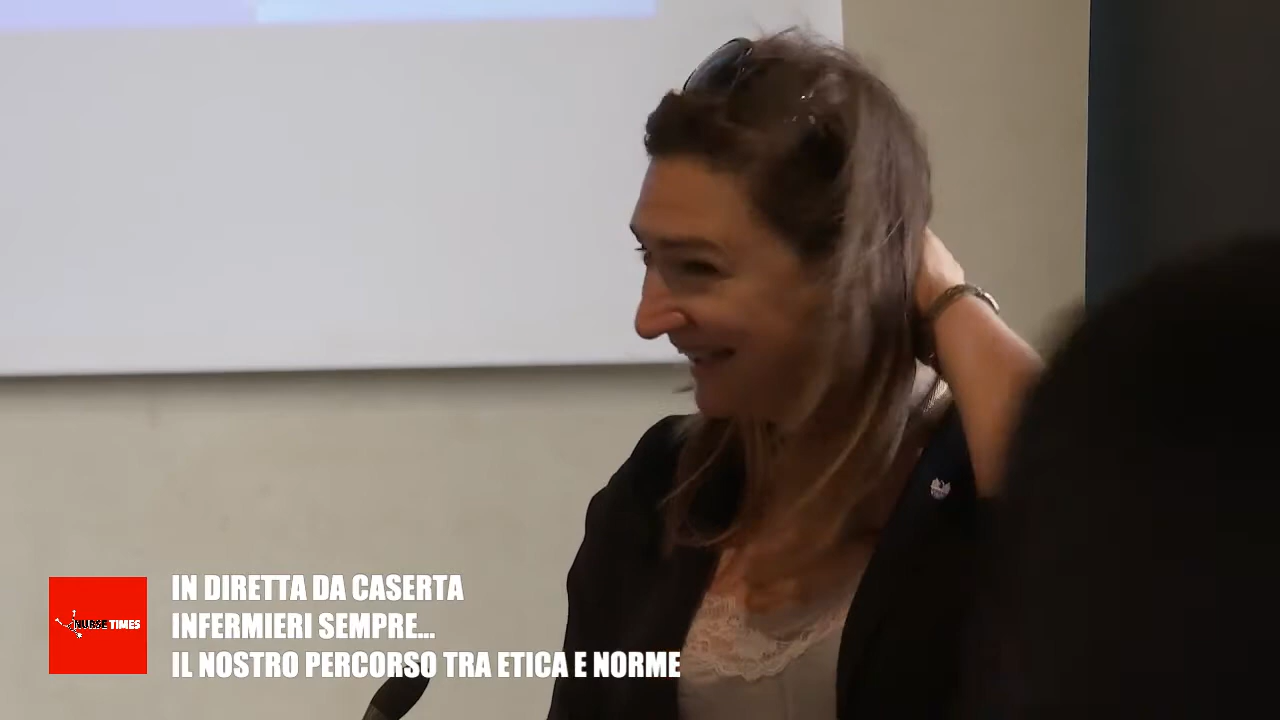 NURSE TIMES
IN DIRETTA DA CASERTA
INFERMIERI SEMPRE...
IL NOSTRO PERCORSO TRA ETICA E NORME